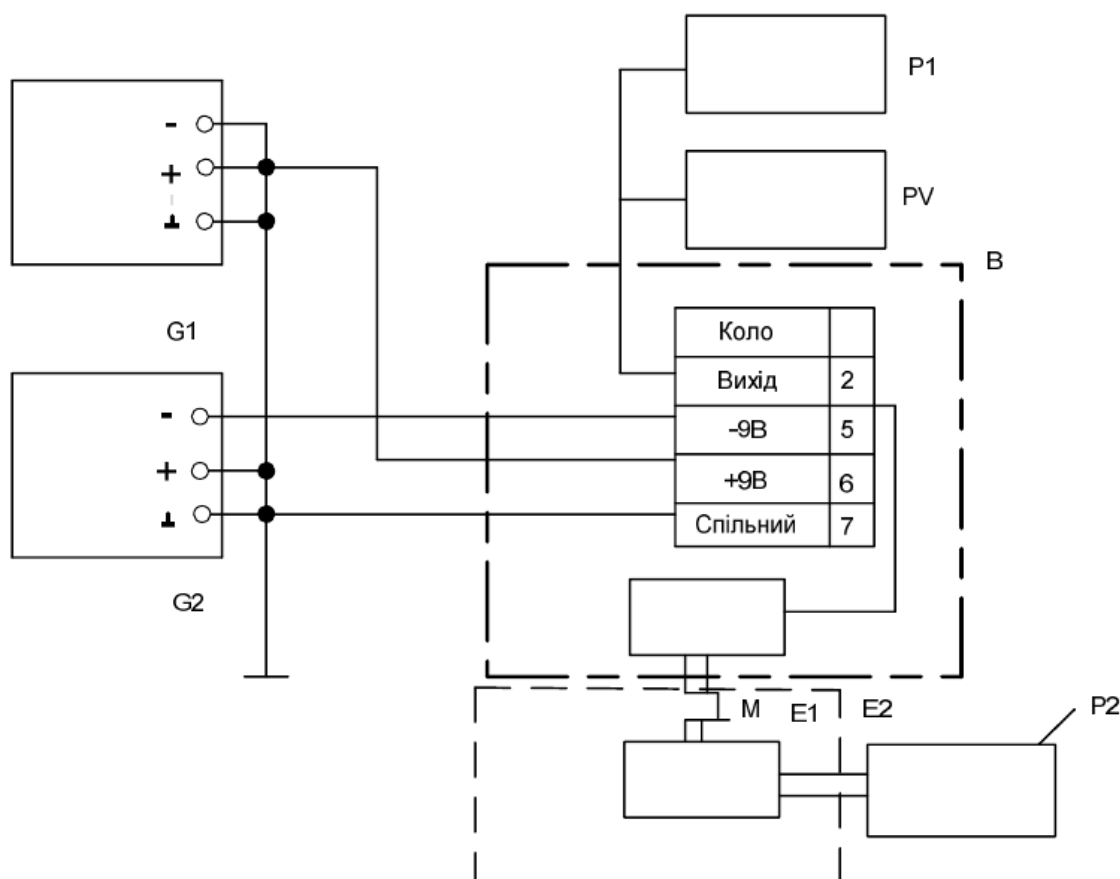 P1
-
+
⊥
PV
B
G1
Коло
Вихід 2
-9В 5
+9В 6
Спільний 7
-
+
⊥
G2
M E1 E2
P2